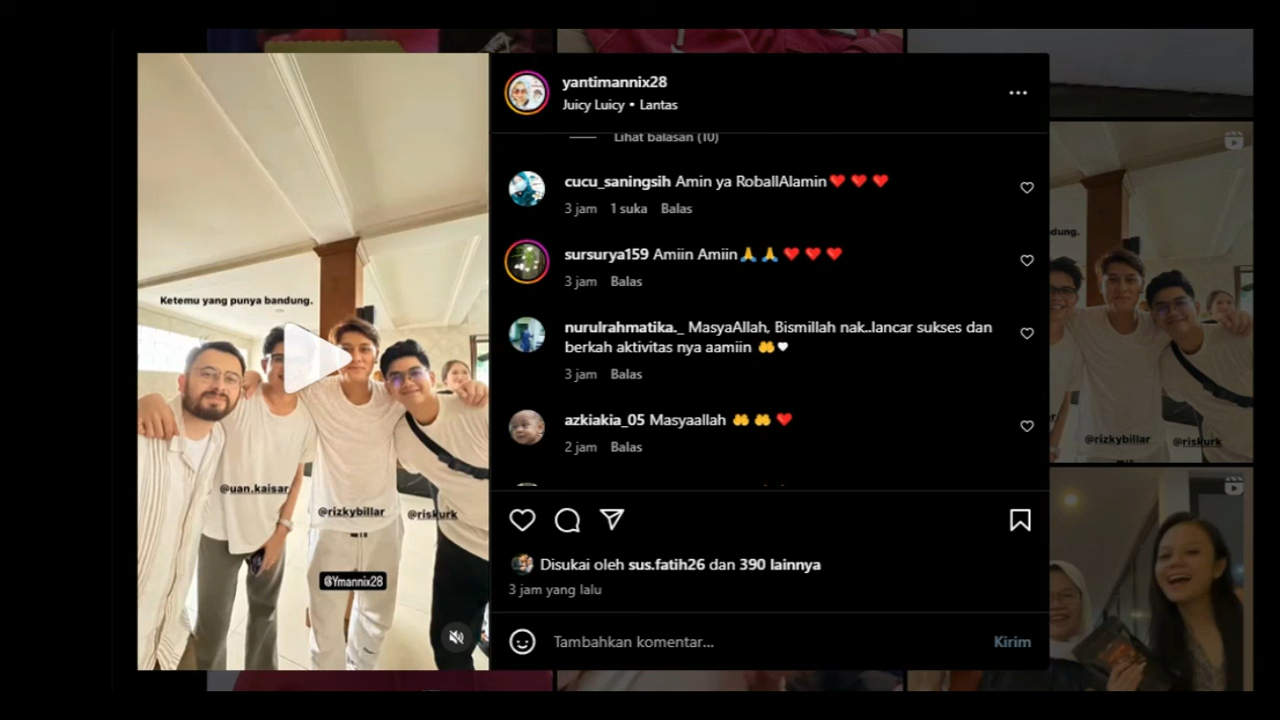 Ketemu yang punya bandung.
@uan.kaisar
@rizkybillar
@riskurk
@Ymannix28
yantimannix28
Juicy Luicy • Lantas
Lihat balasan (10)
cucu_saningsih Amin ya RoballAlamin❤️ ❤️ ❤️
3 jam 1 suka Balas
sursurya159 Amiin Amiin🙏 🙏 ❤️ ❤️ ❤️
3 jam Balas
nurulrahmatika._ MasyaAllah, Bismillah nak..lancar sukses dan
berkah aktivitas nya aamiin 🤲🤍
3 jam Balas
azkiakia_05 Masyaallah 🤲 🤲 ❤️
2 jam Balas
Disukai oleh sus.fatih26 dan 390 lainnya
3 jam yang lalu
Tambahkan komentar...
Kirim
dung.
@rizkybillar
@riskurk